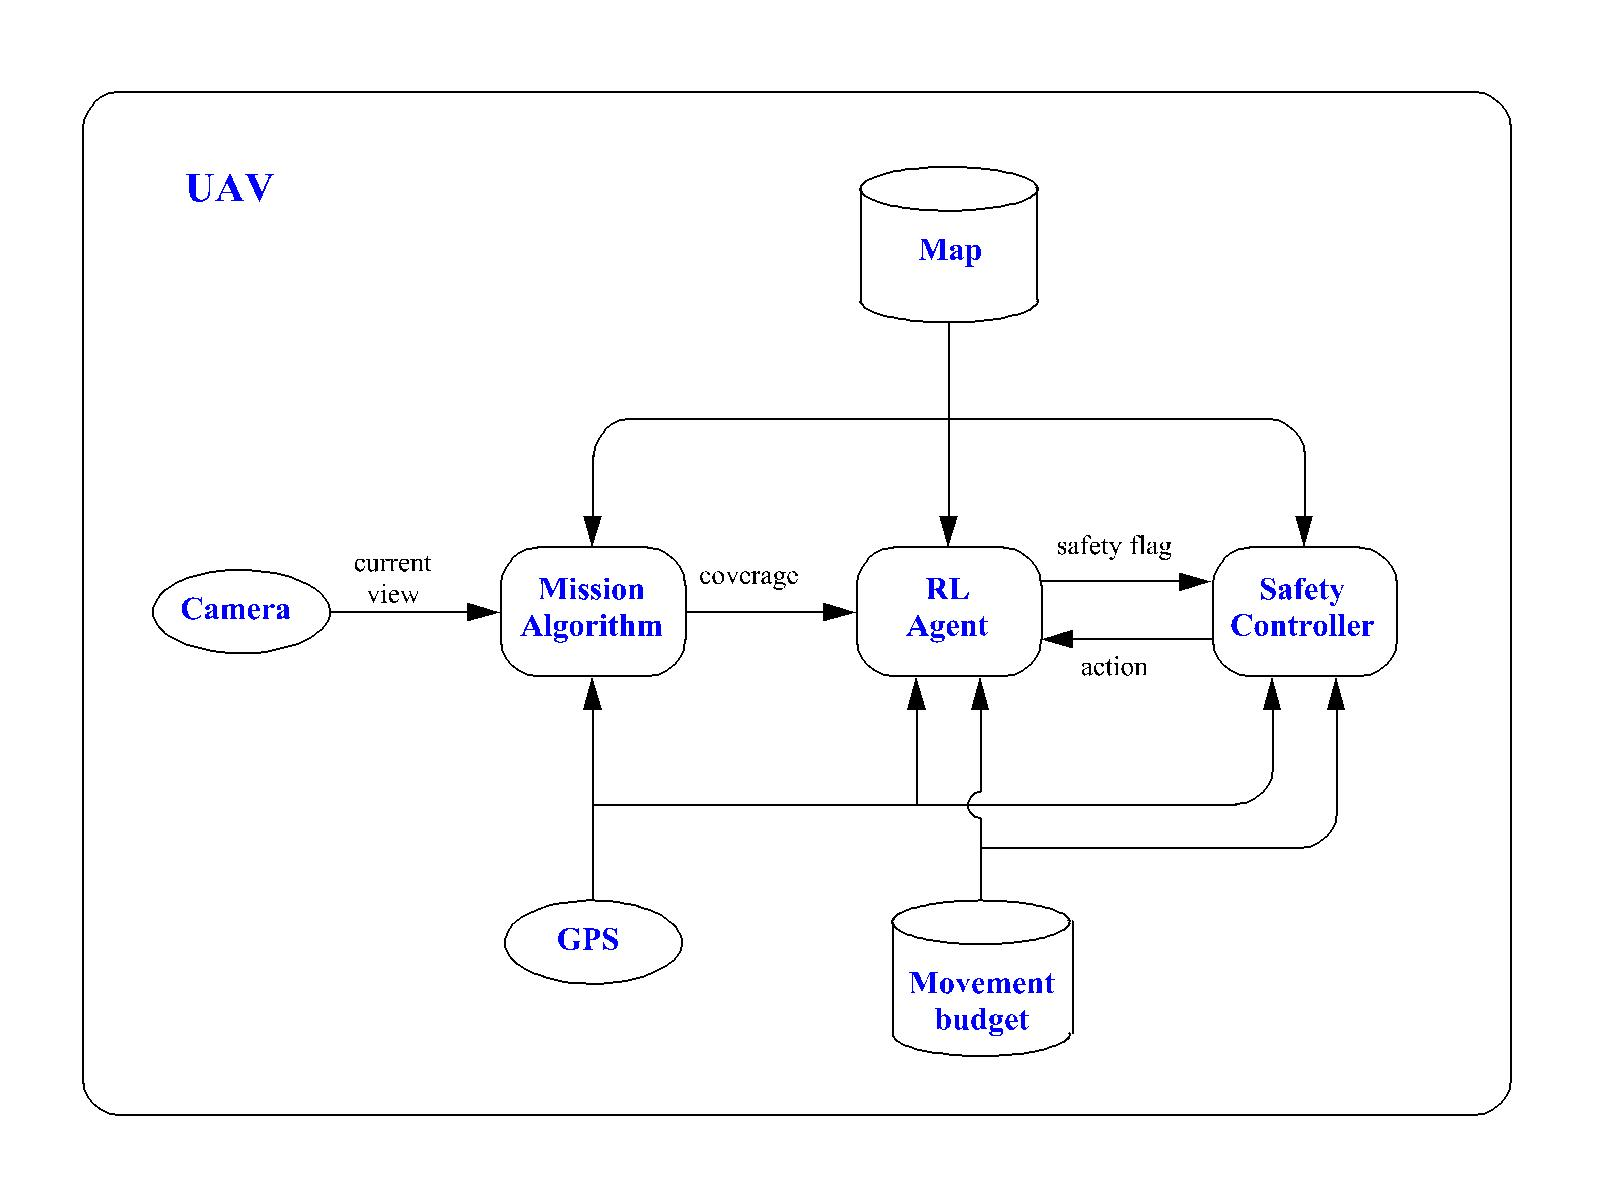 UAV
Map
current
view
Camera
Mission
Algorithm
coverage
RL
Agent
safety flag
action
Safety
Controller
GPS
Movement
budget